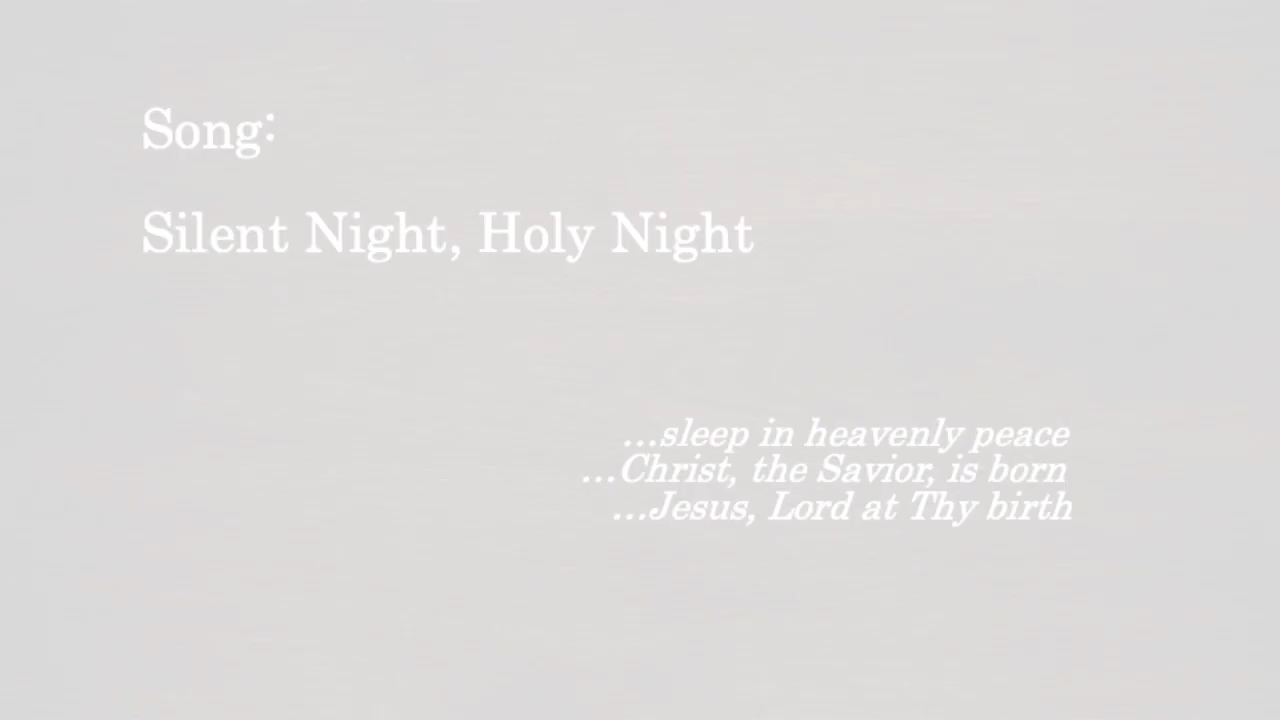 Song:
Silent Night, Holy Night
...sleep in heavenly peace
...Christ, the Savior, is born
...Jesus, Lord at Thy birth